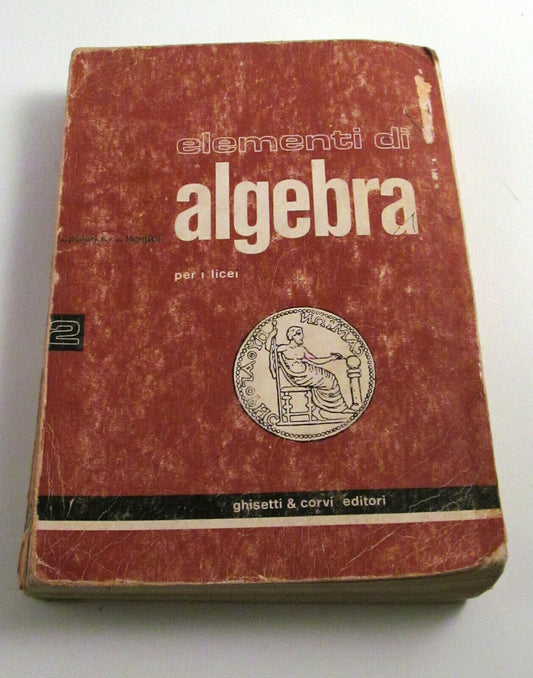 elementi di
algebra
per i licei
2
ghisetti & corvi editori